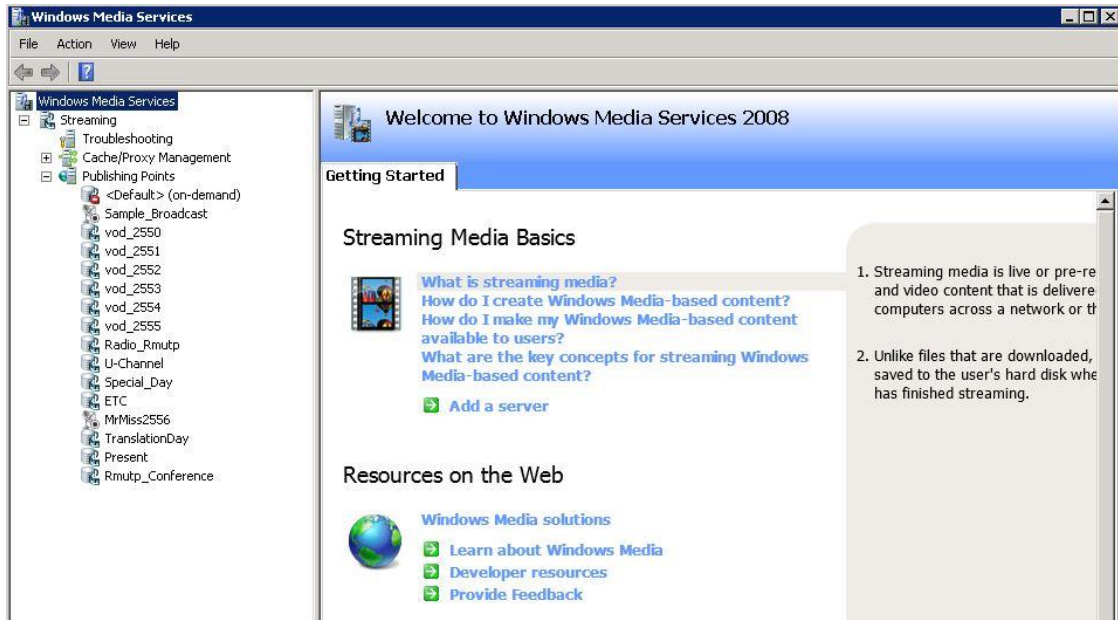 Windows Media Services
File Action View Help
Windows Media Services
Streaming
Troubleshooting
Cache/Proxy Management
Publishing Points
<Default> (on-demand)
Sample_Broadcast
vod_2550
vod_2551
vod_2552
vod_2553
vod_2554
vod_2555
Radio_Rmutp
U-Channel
Special_Day
ETC
MrMiss2556
TranslationDay
Present
Rmutp_Conference
Welcome to Windows Media Services 2008
Getting Started
Streaming Media Basics
What is streaming media?
How do I create Windows Media-based content?
How do I make my Windows Media-based content
available to users?
What are the key concepts for streaming Windows
Media-based content?
Add a server
Resources on the Web
Windows Media solutions
Learn about Windows Media
Developer resources
Provide Feedback
1. Streaming media is live or pre-re
and video content that is delivere
computers across a network or th
2. Unlike files that are downloaded,
saved to the user's hard disk whe
has finished streaming.